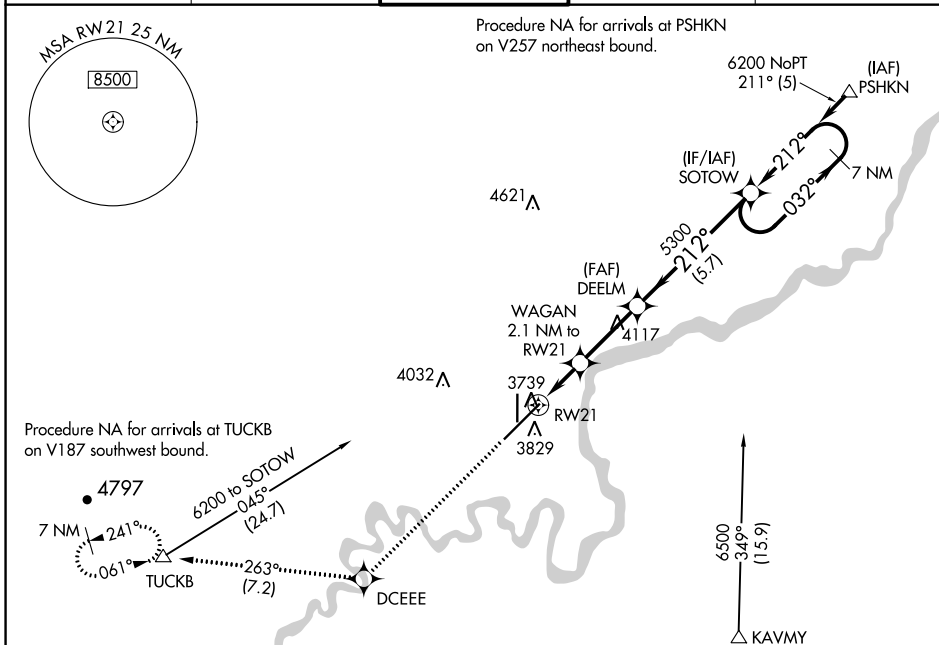 Procedure NA for arrivals at PSHKN
on V257 northeast bound.
MSA RW21 25 NM
8500
6200 NoPT
211° (5)
(IAF)
PSHKN
212°
7 NM
032°
(IF/IAF)
SOTOW
4621
5300
212°
(5.7)
(FAF)
DEELM
WAGAN
2.1 NM to
RW21
4117
4032
3739
RW21
3829
Procedure NA for arrivals at TUCKB
on V187 southwest bound.
4797
6200 to SOTOW
045°
(24.7)
7 NM
241°
061°
TUCKB
263°
(7.2)
DCEEE
6500
349°
(15.9)
KAVMY